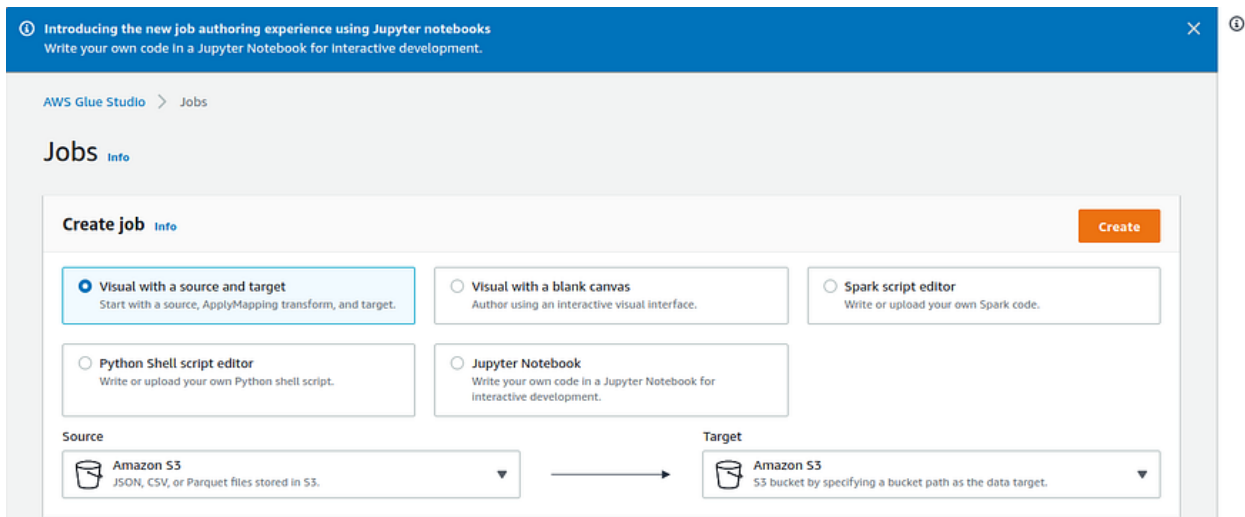 Introducing the new job authoring experience using Jupyter notebooks
Write your own code in a Jupyter Notebook for interactive development.
AWS Glue Studio > Jobs
Jobs Info
Create job Info
Create
Visual with a source and target
Start with a source, ApplyMapping transform, and target.
Visual with a blank canvas
Author using an interactive visual interface.
Spark script editor
Write or upload your own Spark code.
Python Shell script editor
Write or upload your own Python shell script.
Jupyter Notebook
Write your own code in a Jupyter Notebook for
interactive development.
Source
Amazon S3
JSON, CSV, or Parquet files stored in S3.
Target
Amazon S3
S3 bucket by specifying a bucket path as the data target.